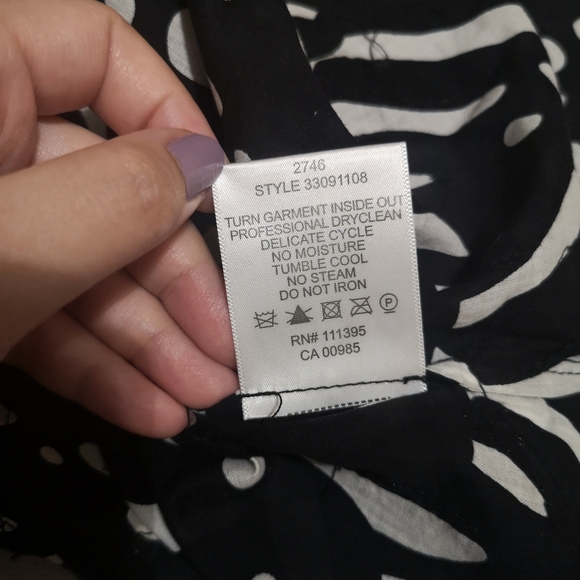 2746
STYLE 33091108
TURN GARMENT INSIDE OUT
PROFESSIONAL DRYCLEAN
DELICATE CYCLE
NO MOISTURE
TUMBLE COOL
NO STEAM
DO NOT IRON
P
RN# 111395
CA 00985